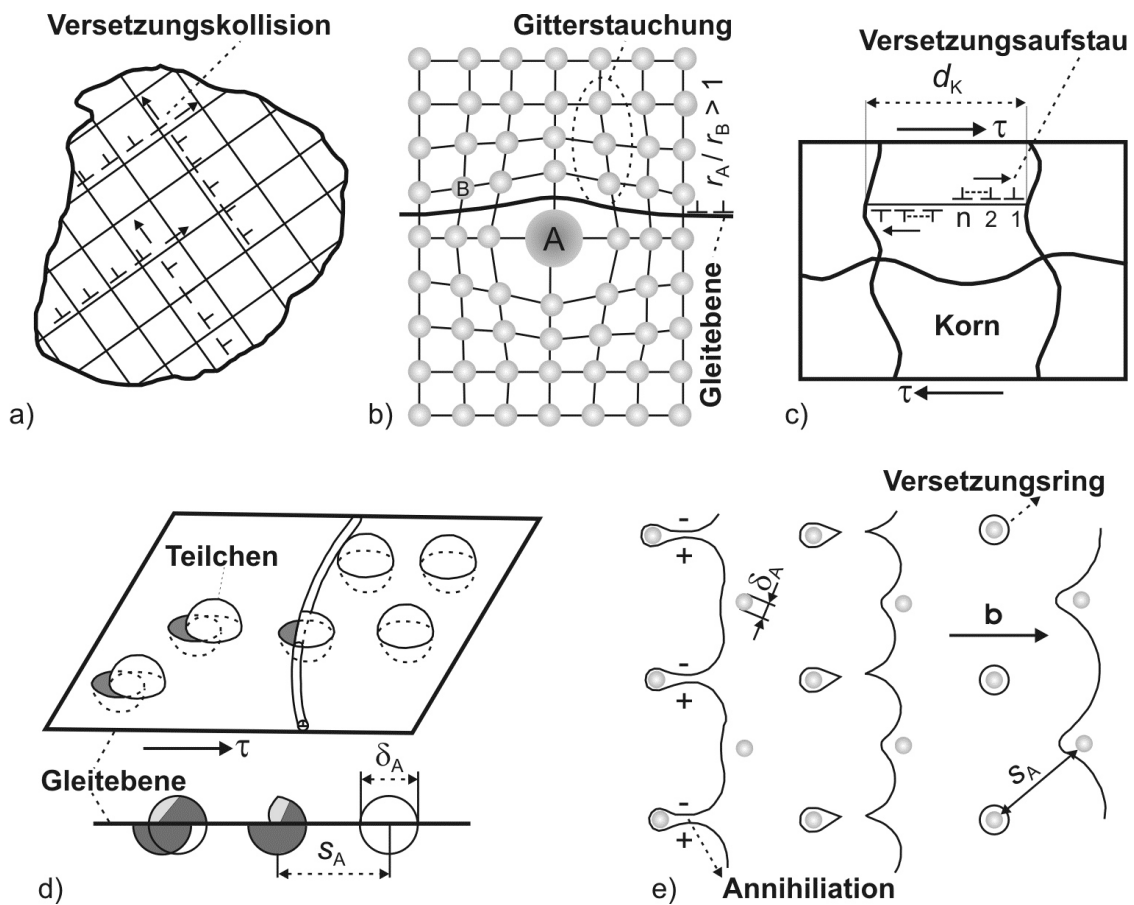 Versetzungskollision
a)
Gitterstauchung
r_A / r_B > 1
B
A
Gleitebene
b)
Versetzungsaufstau
d_K
τ
n 2 1
Korn
τ
c)
Teilchen
τ
Gleitebene
δ_A
s_A
d)
Versetzungsring
-
+
δ_A
b
-
+
s_A
-
+
Annihiliation
e)